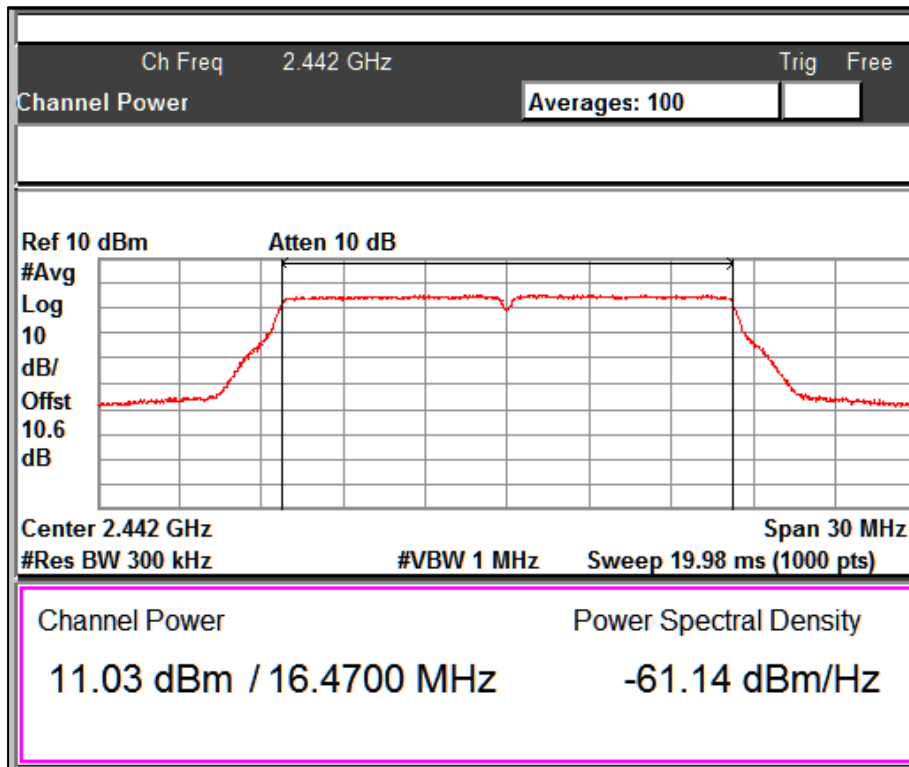 Ch Freq 2.442 GHz Trig Free
Channel Power Averages: 100
Ref 10 dBm Atten 10 dB
#Avg
Log
10
dB/
Offst
10.6
dB
Center 2.442 GHz Span 30 MHz
#Res BW 300 kHz #VBW 1 MHz Sweep 19.98 ms (1000 pts)
Channel Power Power Spectral Density
11.03 dBm / 16.4700 MHz -61.14 dBm/Hz